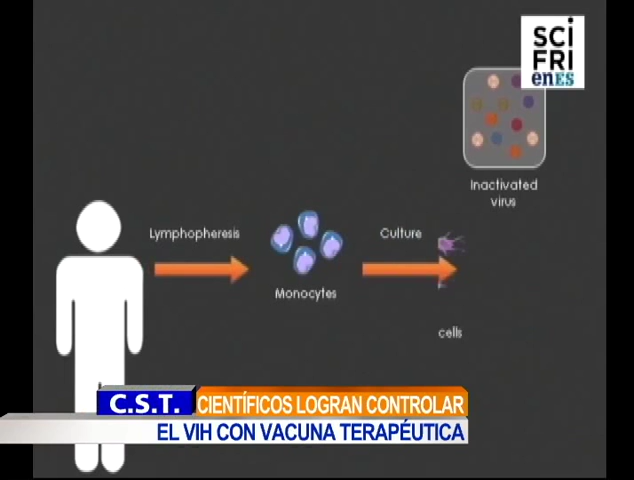 SCI
FRI
enES
Inactivated
virus
Lymphopheresis
Culture
Monocytes
cells
C.S.T.
CIENTÍFICOS LOGRAN CONTROLAR
EL VIH CON VACUNA TERAPÉUTICA